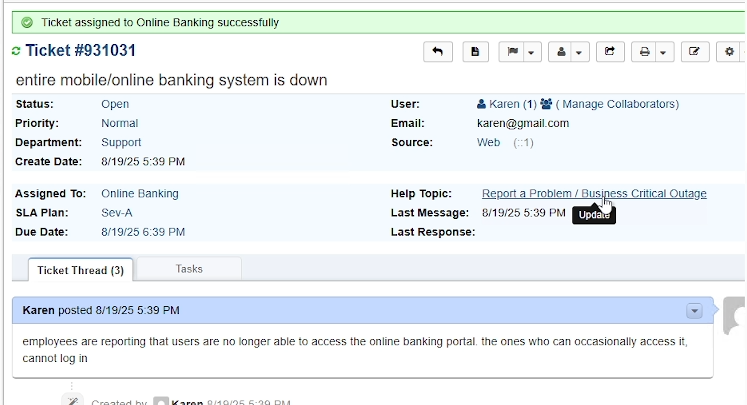 Ticket assigned to Online Banking successfully
Ticket #931031
entire mobile/online banking system is down
Status: Open
User: Karen (1) ( Manage Collaborators)
Priority: Normal
Email: karen@gmail.com
Department: Support
Source: Web (::1)
Create Date: 8/19/25 5:39 PM
Assigned To: Online Banking
Help Topic: Report a Problem / Business Critical Outage
SLA Plan: Sev-A
Last Message: 8/19/25 5:39 PM
Update
Due Date: 8/19/25 6:39 PM
Last Response:
Ticket Thread (3) Tasks
Karen posted 8/19/25 5:39 PM
employees are reporting that users are no longer able to access the online banking portal. the ones who can occasionally access it,
cannot log in
Created by Karen 8/19/25 5:39 PM